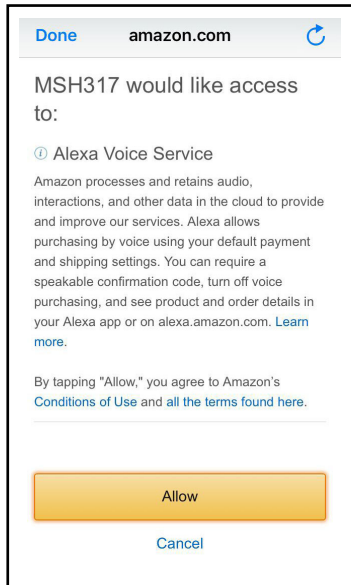 Done amazon.com
MSH317 would like access
to:
Alexa Voice Service
Amazon processes and retains audio,
interactions, and other data in the cloud to provide
and improve our services. Alexa allows
purchasing by voice using your default payment
and shipping settings. You can require a
speakable confirmation code, turn off voice
purchasing, and see product and order details in
your Alexa app or on alexa.amazon.com. Learn
more.
By tapping "Allow," you agree to Amazon's
Conditions of Use and all the terms found here.
Allow
Cancel